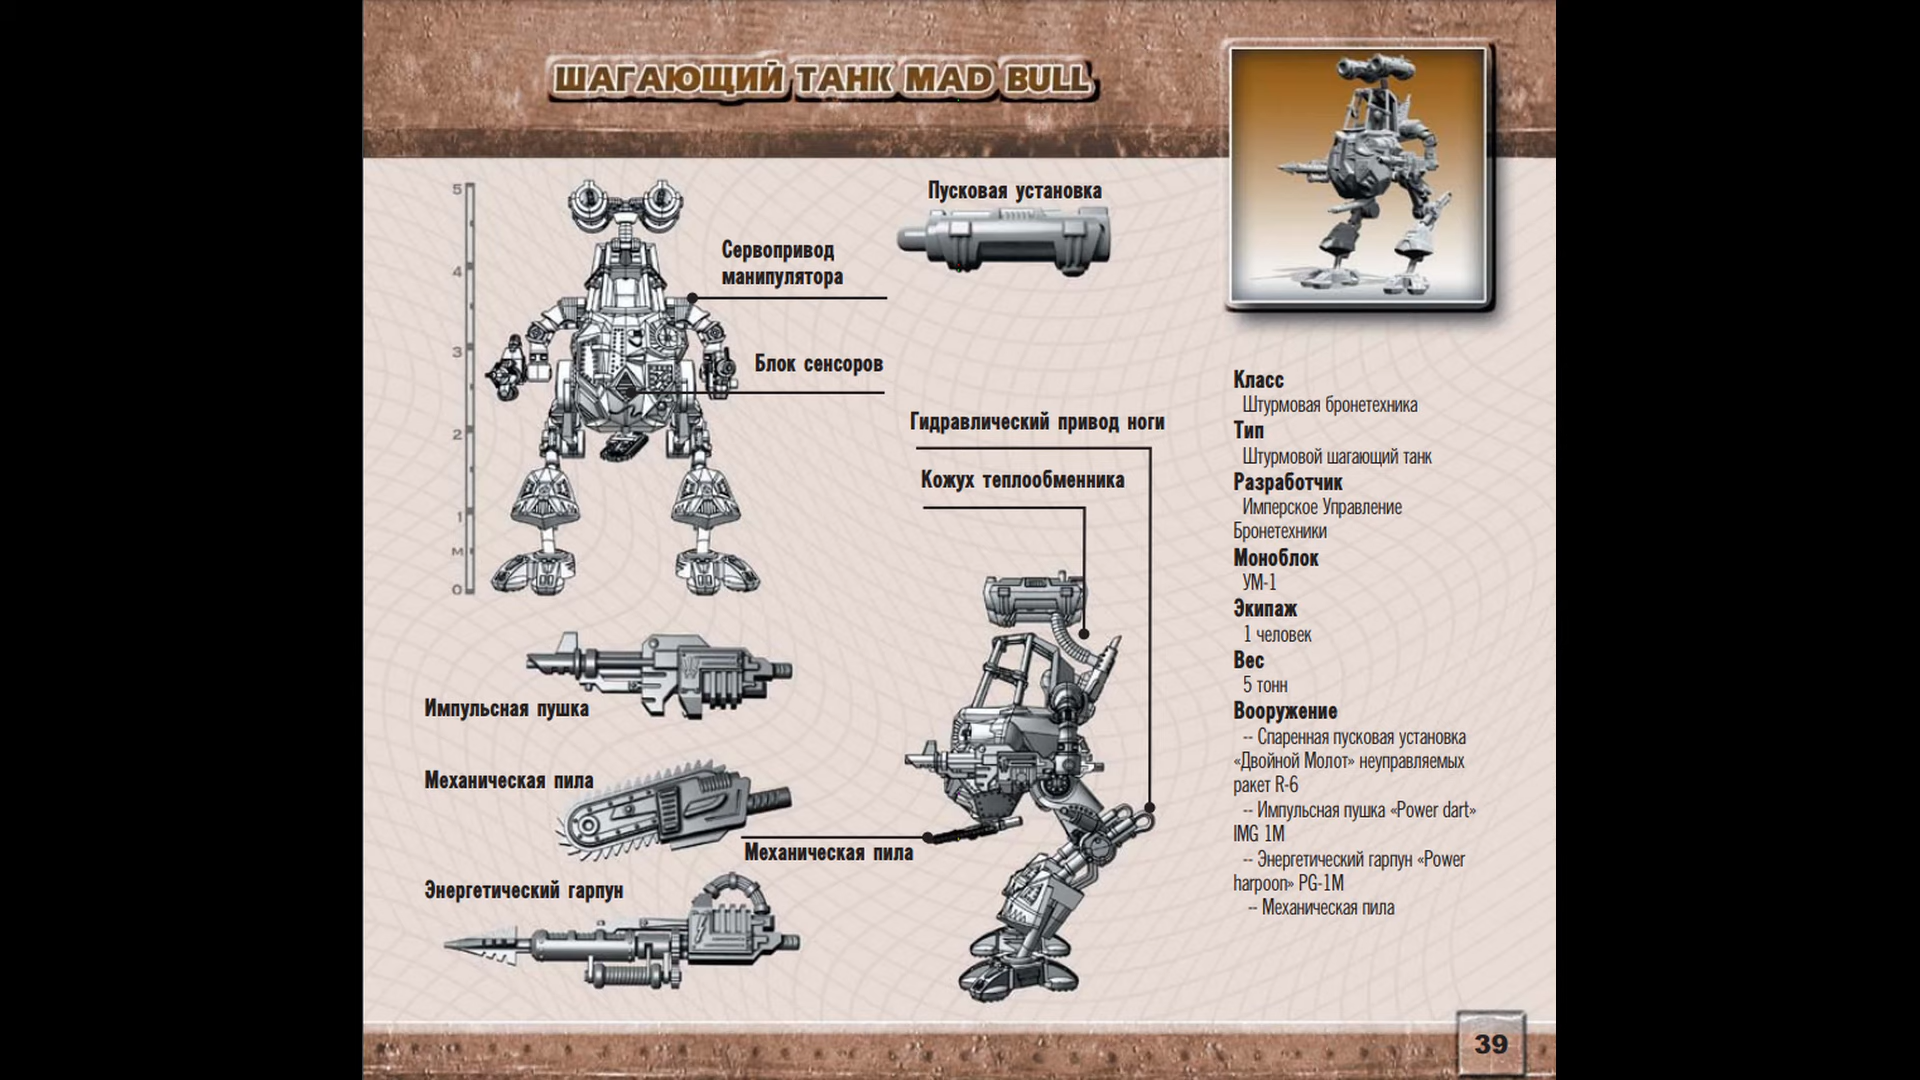 ШАГАЮЩИЙ ТАНК MAD BULL
5
4
3
2
1
М
0
Пусковая установка
Сервопривод
манипулятора
Блок сенсоров
Гидравлический привод ноги
Кожух теплообменника
Импульсная пушка
Механическая пила
Механическая пила
Энергетический гарпун
Класс
Штурмовая бронетехника
Тип
Штурмовой шагающий танк
Разработчик
Имперское Управление
Бронетехники
Моноблок
УМ-1
Экипаж
1 человек
Вес
5 тонн
Вооружение
-- Спаренная пусковая установка
«Двойной Молот» неуправляемых
ракет R-6
-- Импульсная пушка «Power dart»
IMG 1M
-- Энергетический гарпун «Power
harpoon» PG-1M
-- Механическая пила
39